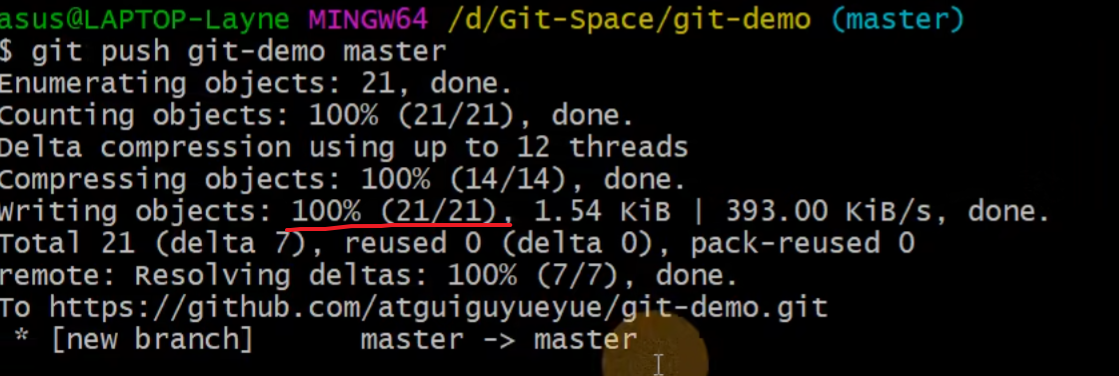 asus@LAPTOP-Layne MINGW64 /d/Git-Space/git-demo (master)
$ git push git-demo master
Enumerating objects: 21, done.
Counting objects: 100% (21/21), done.
Delta compression using up to 12 threads
Compressing objects: 100% (14/14), done.
Writing objects: 100% (21/21), 1.54 KiB | 393.00 KiB/s, done.
Total 21 (delta 7), reused 0 (delta 0), pack-reused 0
remote: Resolving deltas: 100% (7/7), done.
To https://github.com/atguiguyueyue/git-demo.git
 * [new branch]      master -> master